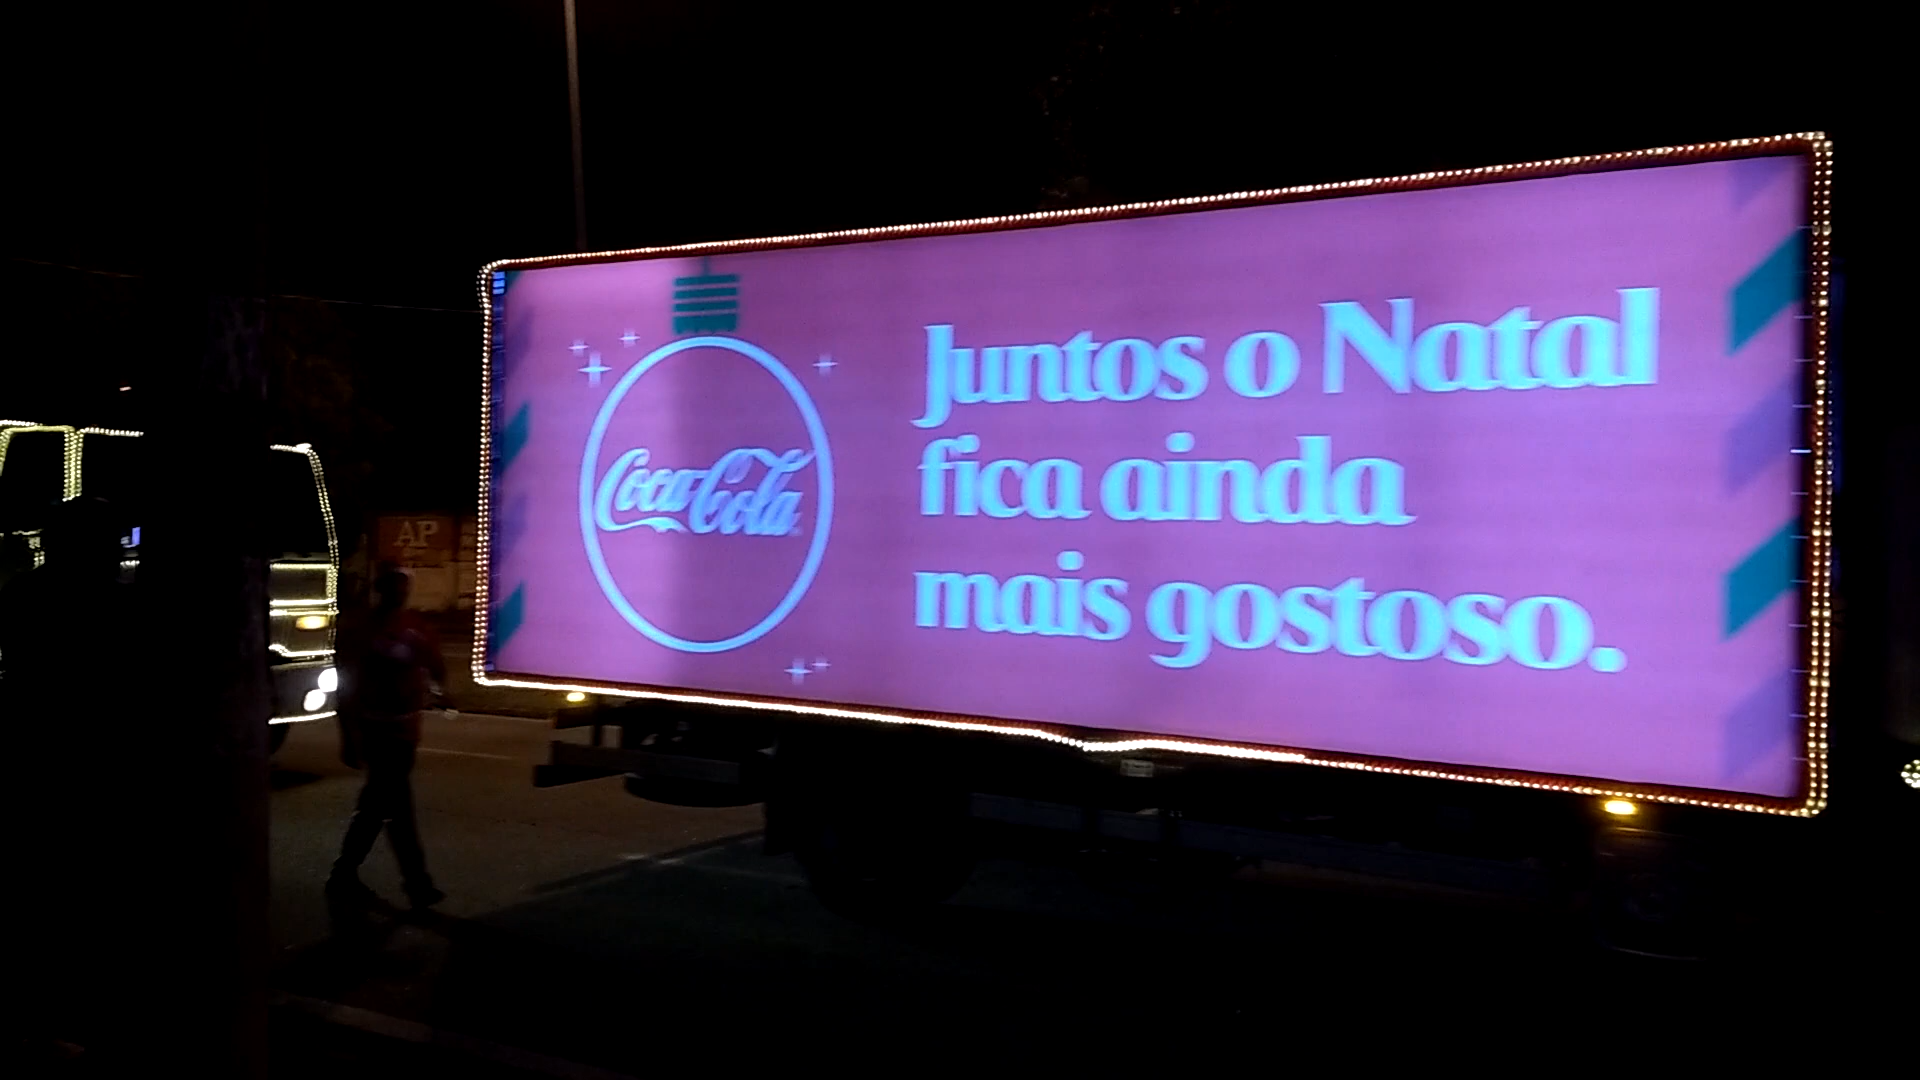 Coca-Cola
Juntos o Natal
fica ainda
mais gostoso.
AP